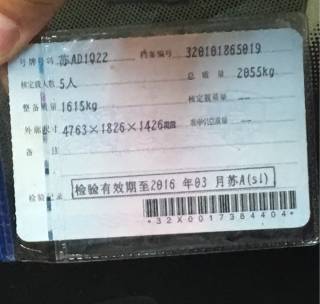 号牌号码 苏AD1Q22 档案编号 320101865019
核定载人数 5人 总质量 2055kg
整备质量 1615kg 核定载质量 --
外廓尺寸 4763×1826×1426mm 准牵引总质量 --
备注
检验记录 检验有效期至2016年03月苏A(s1)
*32X0017384404*